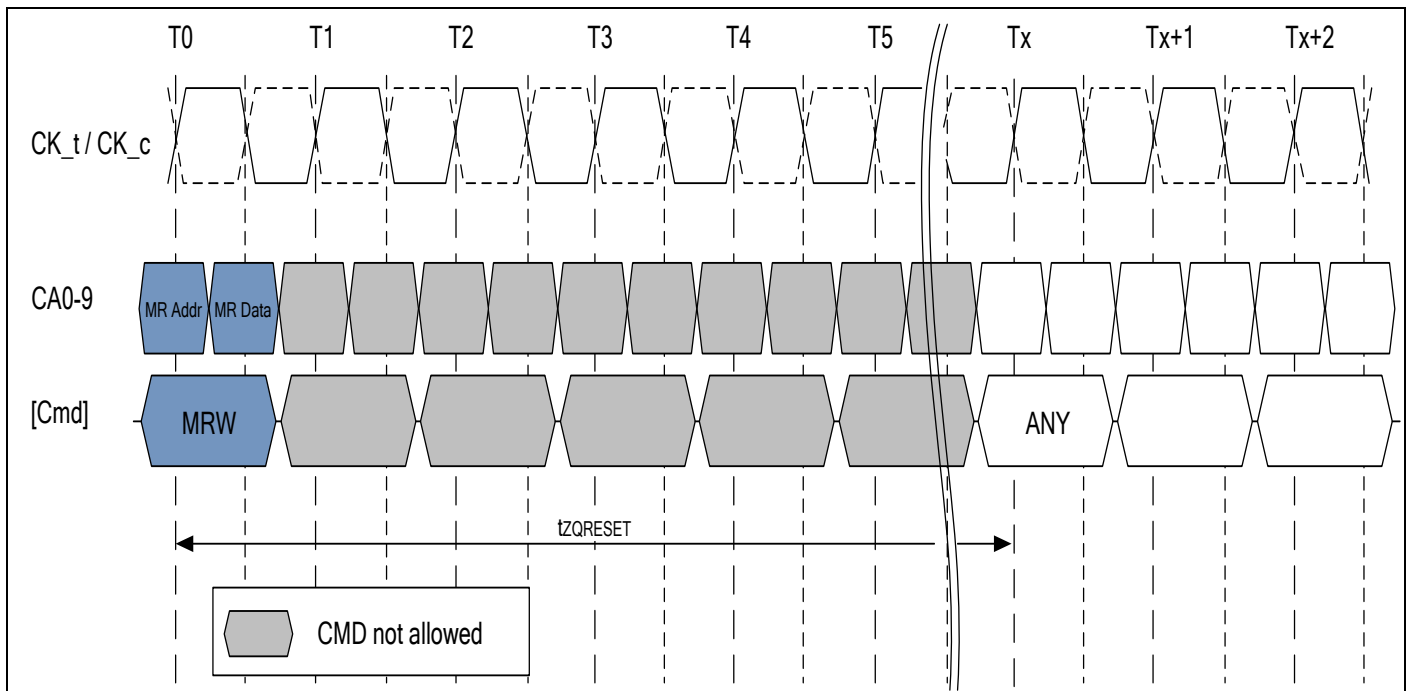 T0 T1 T2 T3 T4 T5 Tx Tx+1 Tx+2
CK_t / CK_c
CA0-9
MR Addr MR Data
[Cmd]
MRW ANY
tZQRESET
CMD not allowed